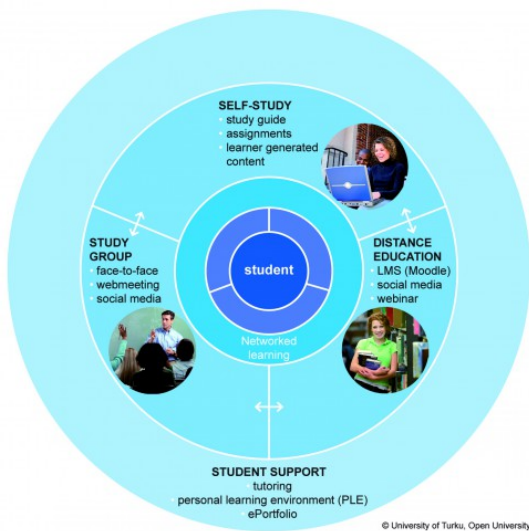 SELF-STUDY
• study guide
• assignments
• learner generated
content
STUDY
GROUP
• face-to-face
• webmeeting
• social media
student
DISTANCE
EDUCATION
• LMS (Moodle)
• social media
• webinar
Networked
learning
STUDENT SUPPORT
• tutoring
• personal learning environment (PLE)
• ePortfolio
© University of Turku, Open University